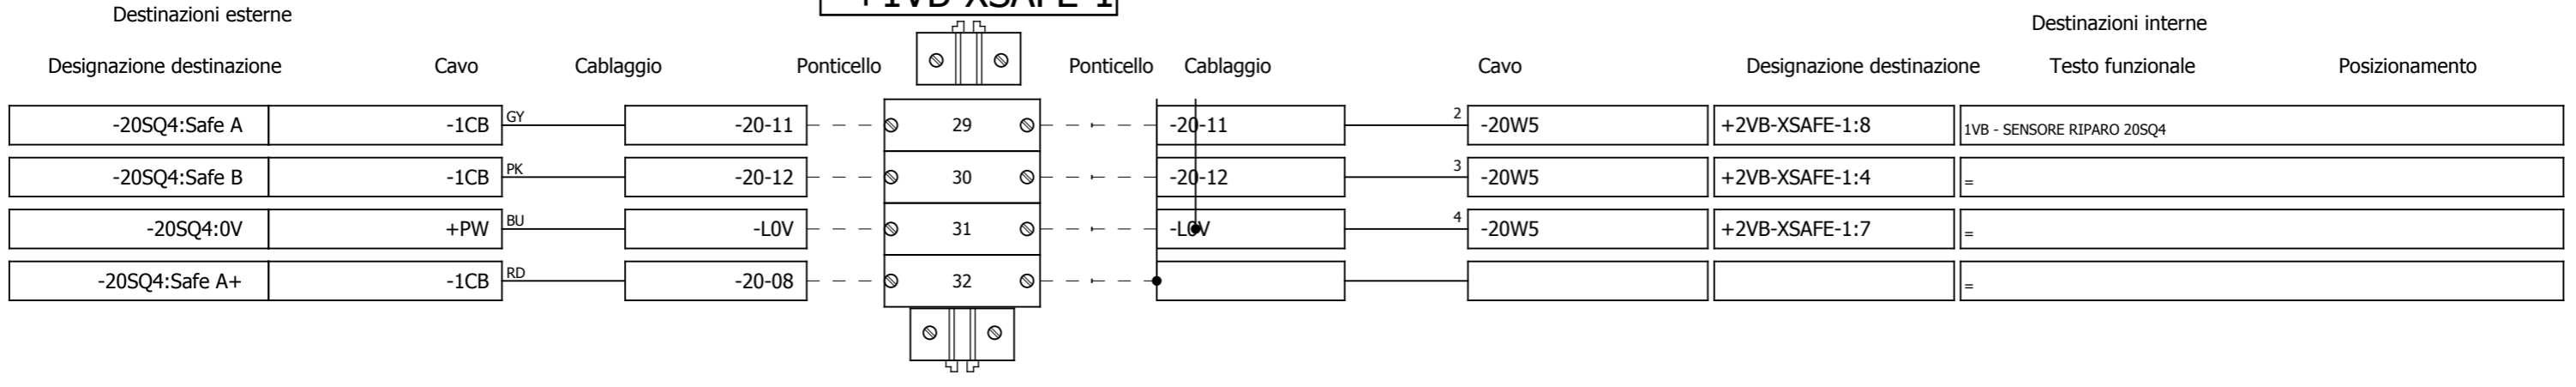 +1VB-XSAFE-1
Destinazioni esterne
Destinazioni interne
Designazione destinazione Cavo Cablaggio Ponticello Ponticello Cablaggio Cavo Designazione destinazione Testo funzionale Posizionamento
-20SQ4:Safe A -1CB GY -20-11 29 -20-11 2 -20W5 +2VB-XSAFE-1:8 1VB - SENSORE RIPARO 20SQ4
-20SQ4:Safe B -1CB PK -20-12 30 -20-12 3 -20W5 +2VB-XSAFE-1:4 =
-20SQ4:0V +PW BU -L0V 31 -L0V 4 -20W5 +2VB-XSAFE-1:7 =
-20SQ4:Safe A+ -1CB RD -20-08 32 =